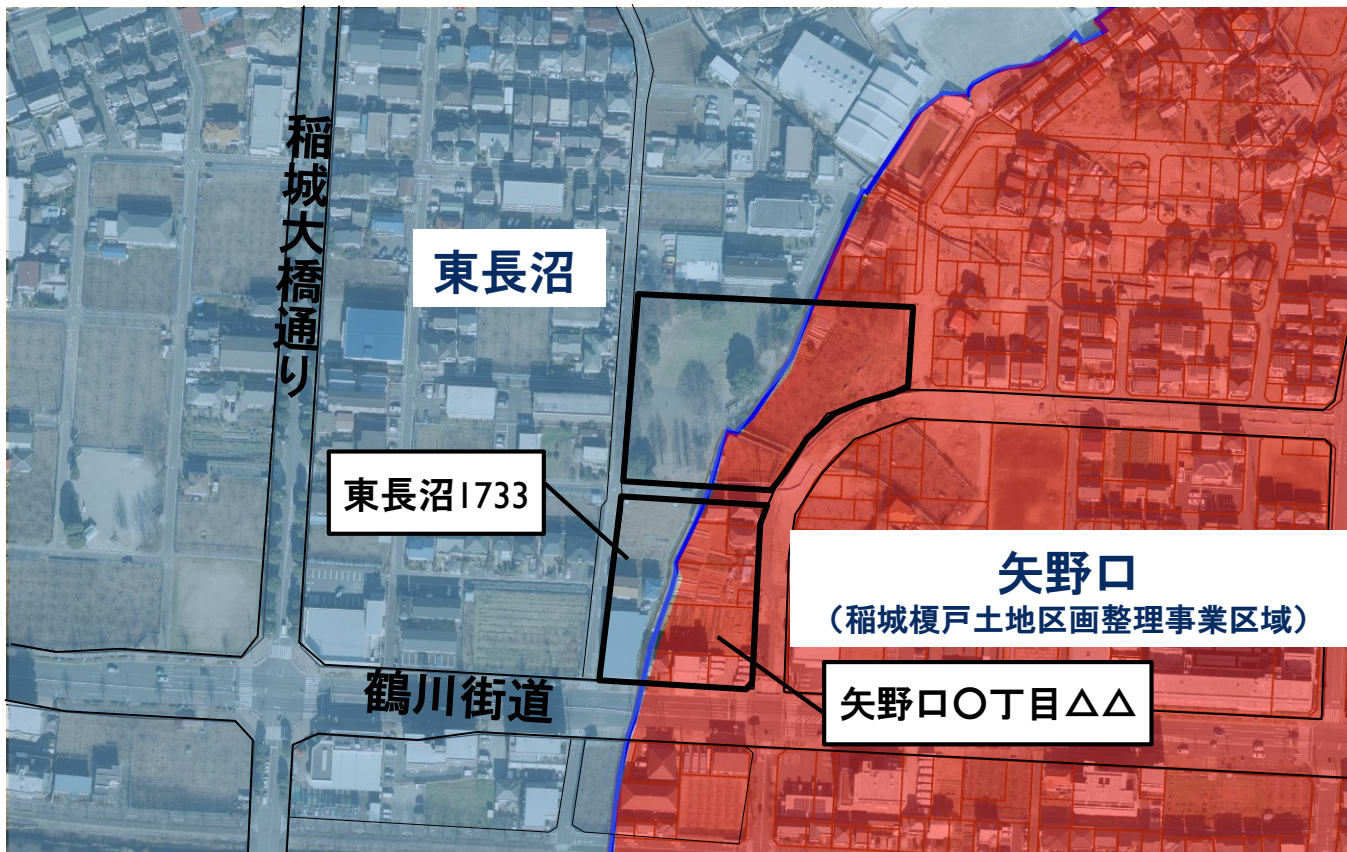 稲城大橋通り
東長沼
東長沼1733
矢野口
（稲城榎戸土地区画整理事業区域）
矢野口〇丁目△△
鶴川街道